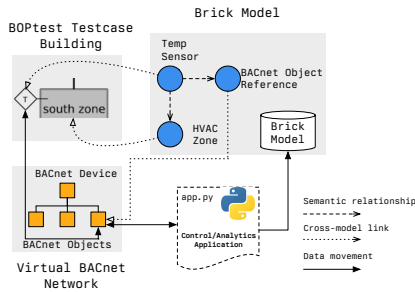 BOPtest Testcase
Building
T
south zone
Brick Model
Temp
Sensor
BACnet Object
Reference
HVAC
Zone
Brick
Model
BACnet Device
BACnet Objects
Virtual BACnet
Network
app.py
Control/Analytics
Application
Semantic relationship
Cross-model link
Data movement